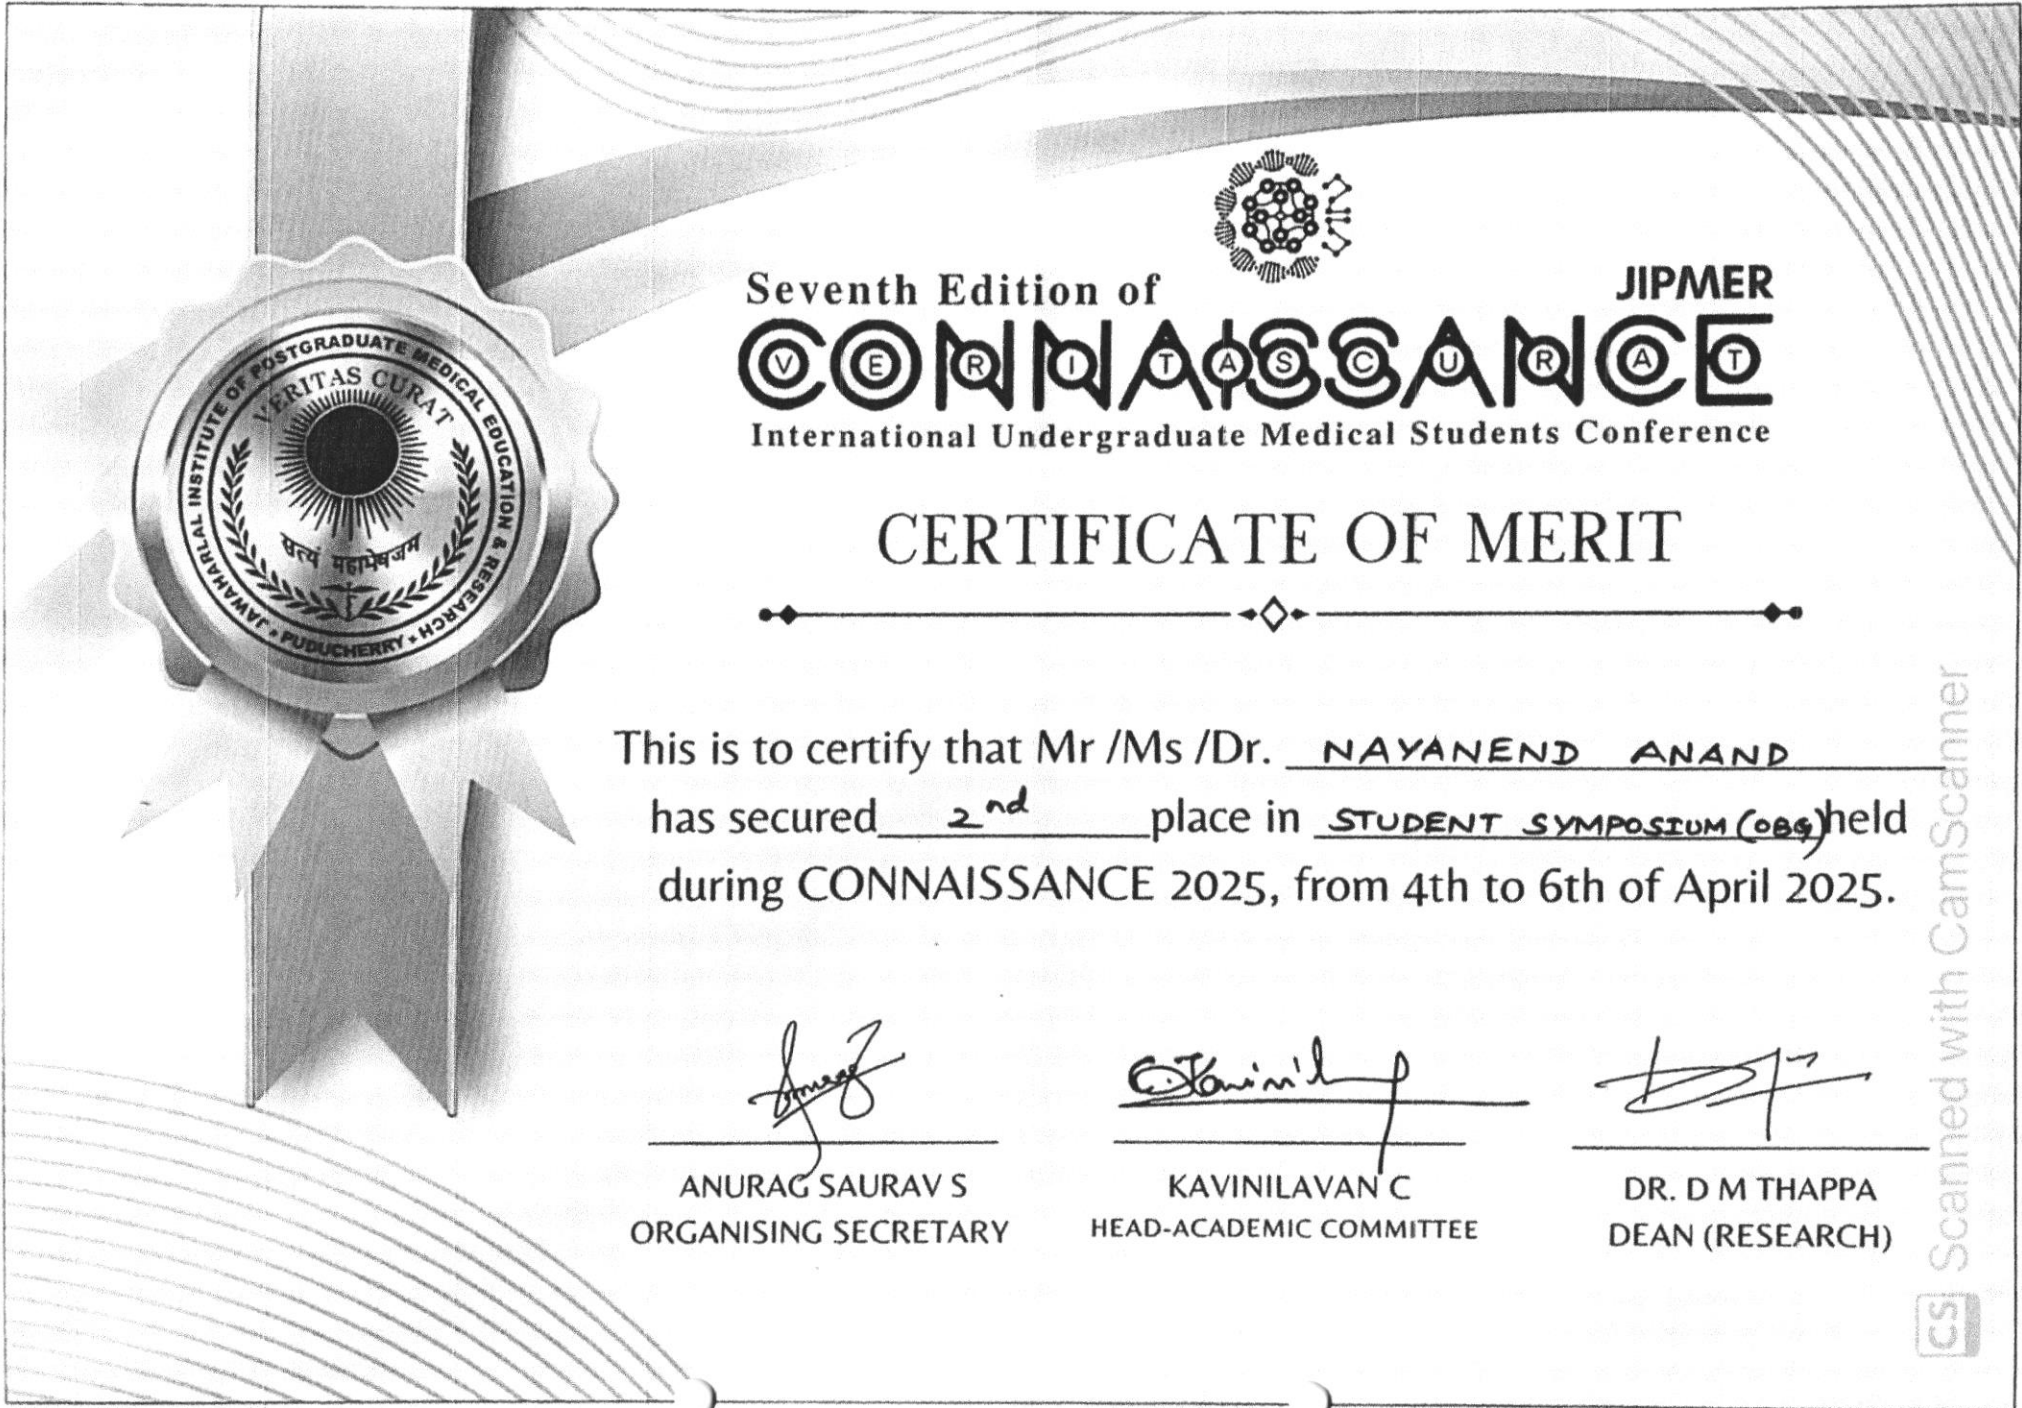 Seventh Edition of
JIPMER
CONNAISSANCE
VERITAS CURAT
International Undergraduate Medical Students Conference
CERTIFICATE OF MERIT
JAWAHARLAL INSTITUTE OF POSTGRADUATE MEDICAL EDUCATION & RESEARCH
• PUDUCHERRY •
VERITAS CURAT
सत्यं महाभेषजम
This is to certify that Mr /Ms /Dr. NAYANEND ANAND
has secured 2nd place in STUDENT SYMPOSIUM (OBG) held
during CONNAISSANCE 2025, from 4th to 6th of April 2025.
Anurag
C. Kavinil
ANURAG SAURAV S
ORGANISING SECRETARY
KAVINILAVAN C
HEAD-ACADEMIC COMMITTEE
DR. D M THAPPA
DEAN (RESEARCH)
CS Scanned with CamScanner